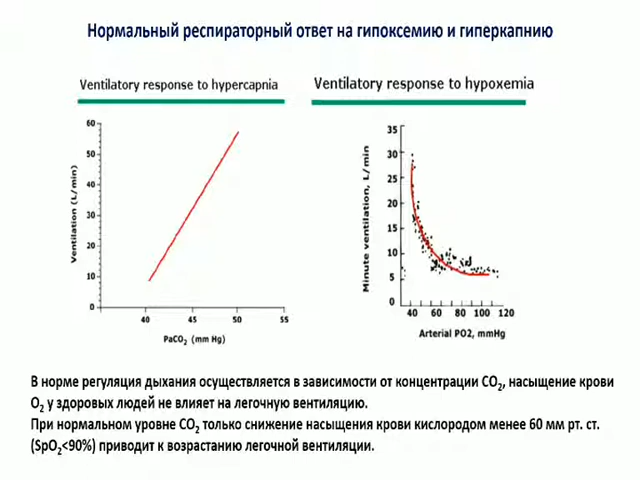 Нормальный респираторный ответ на гипоксемию и гиперкапнию
Ventilatory response to hypercapnia
Ventilatory response to hypoxemia
Ventilation (L/min)
60
50
40
30
20
10
0
40 45 50 55
PaCO2 (mm Hg)
Minute ventilation, L/min
35
30
25
20
15
10
5
0
40 60 80 100 120
Arterial PO2, mmHg
В норме регуляция дыхания осуществляется в зависимости от концентрации CO2, насыщение крови
O2 у здоровых людей не влияет на легочную вентиляцию.
При нормальном уровне CO2 только снижение насыщения крови кислородом менее 60 мм рт. ст.
(SpO2<90%) приводит к возрастанию легочной вентиляции.